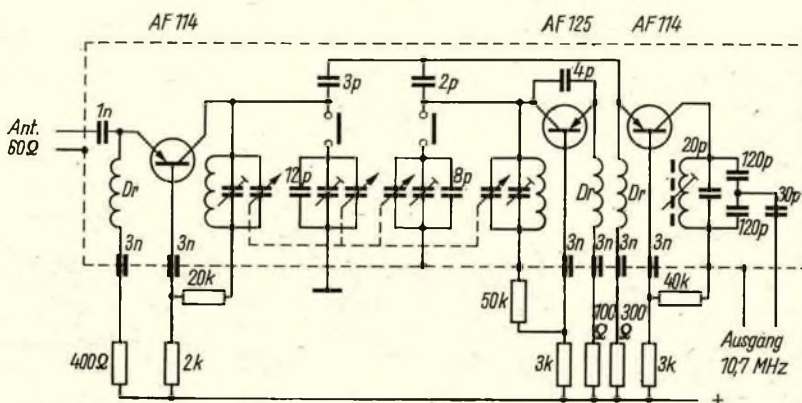 AF 114
AF 125
AF 114
1n
3p
2p
4p
Ant.
60Ω
Dr
12p
8p
Dr
Dr
20p
120p
120p
30p
3n
3n
3n
3n
3n
3n
20k
50k
40k
400Ω
2k
3k
100Ω
300Ω
3k
Ausgang
10,7 MHz
+